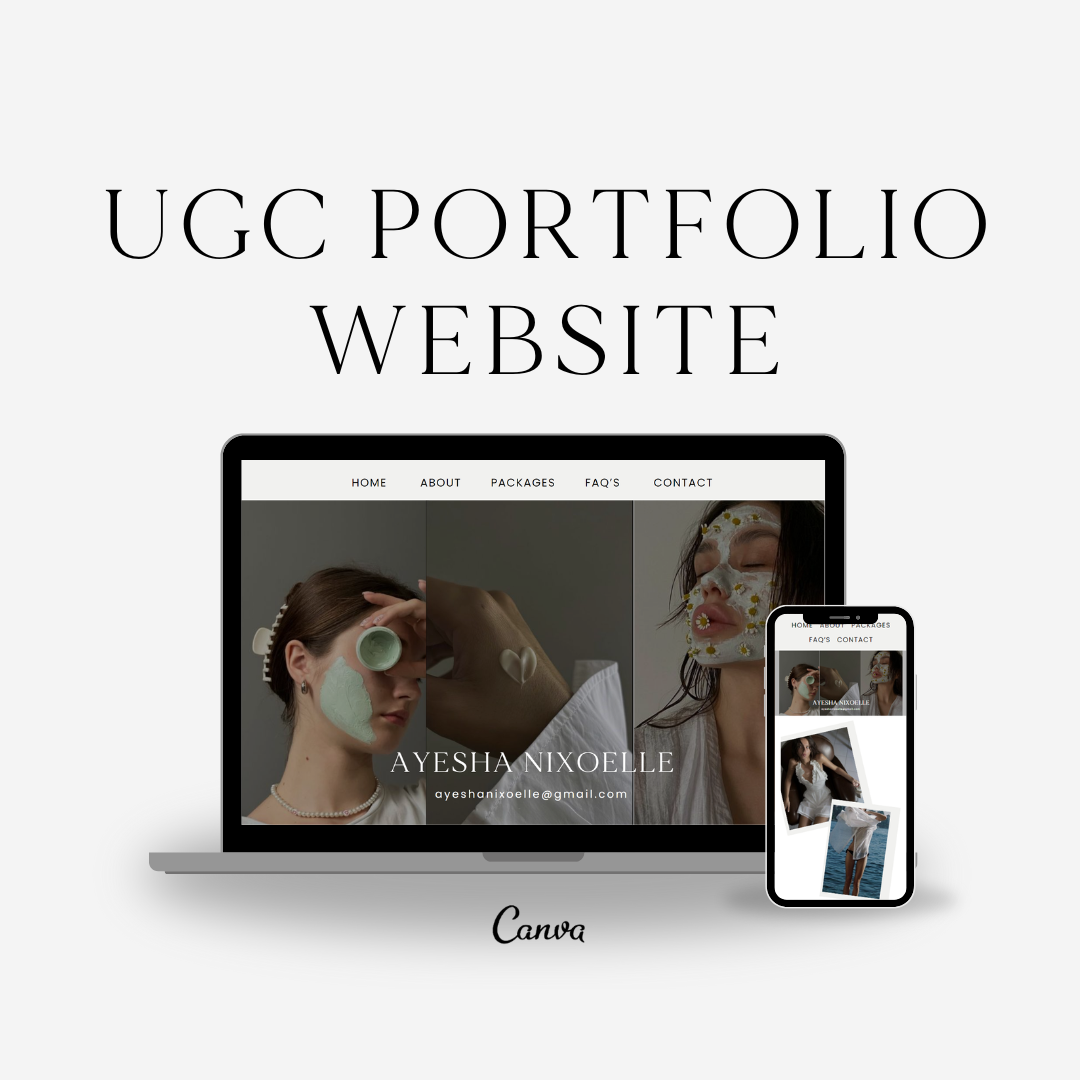 UGC PORTFOLIO
WEBSITE
HOME ABOUT PACKAGES FAQ'S CONTACT
AYESHA NIXOELLE
ayeshanixoelle@gmail.com
HOME ABOUT PACKAGES
FAQ'S CONTACT
AYESHA NIXOELLE
Canva